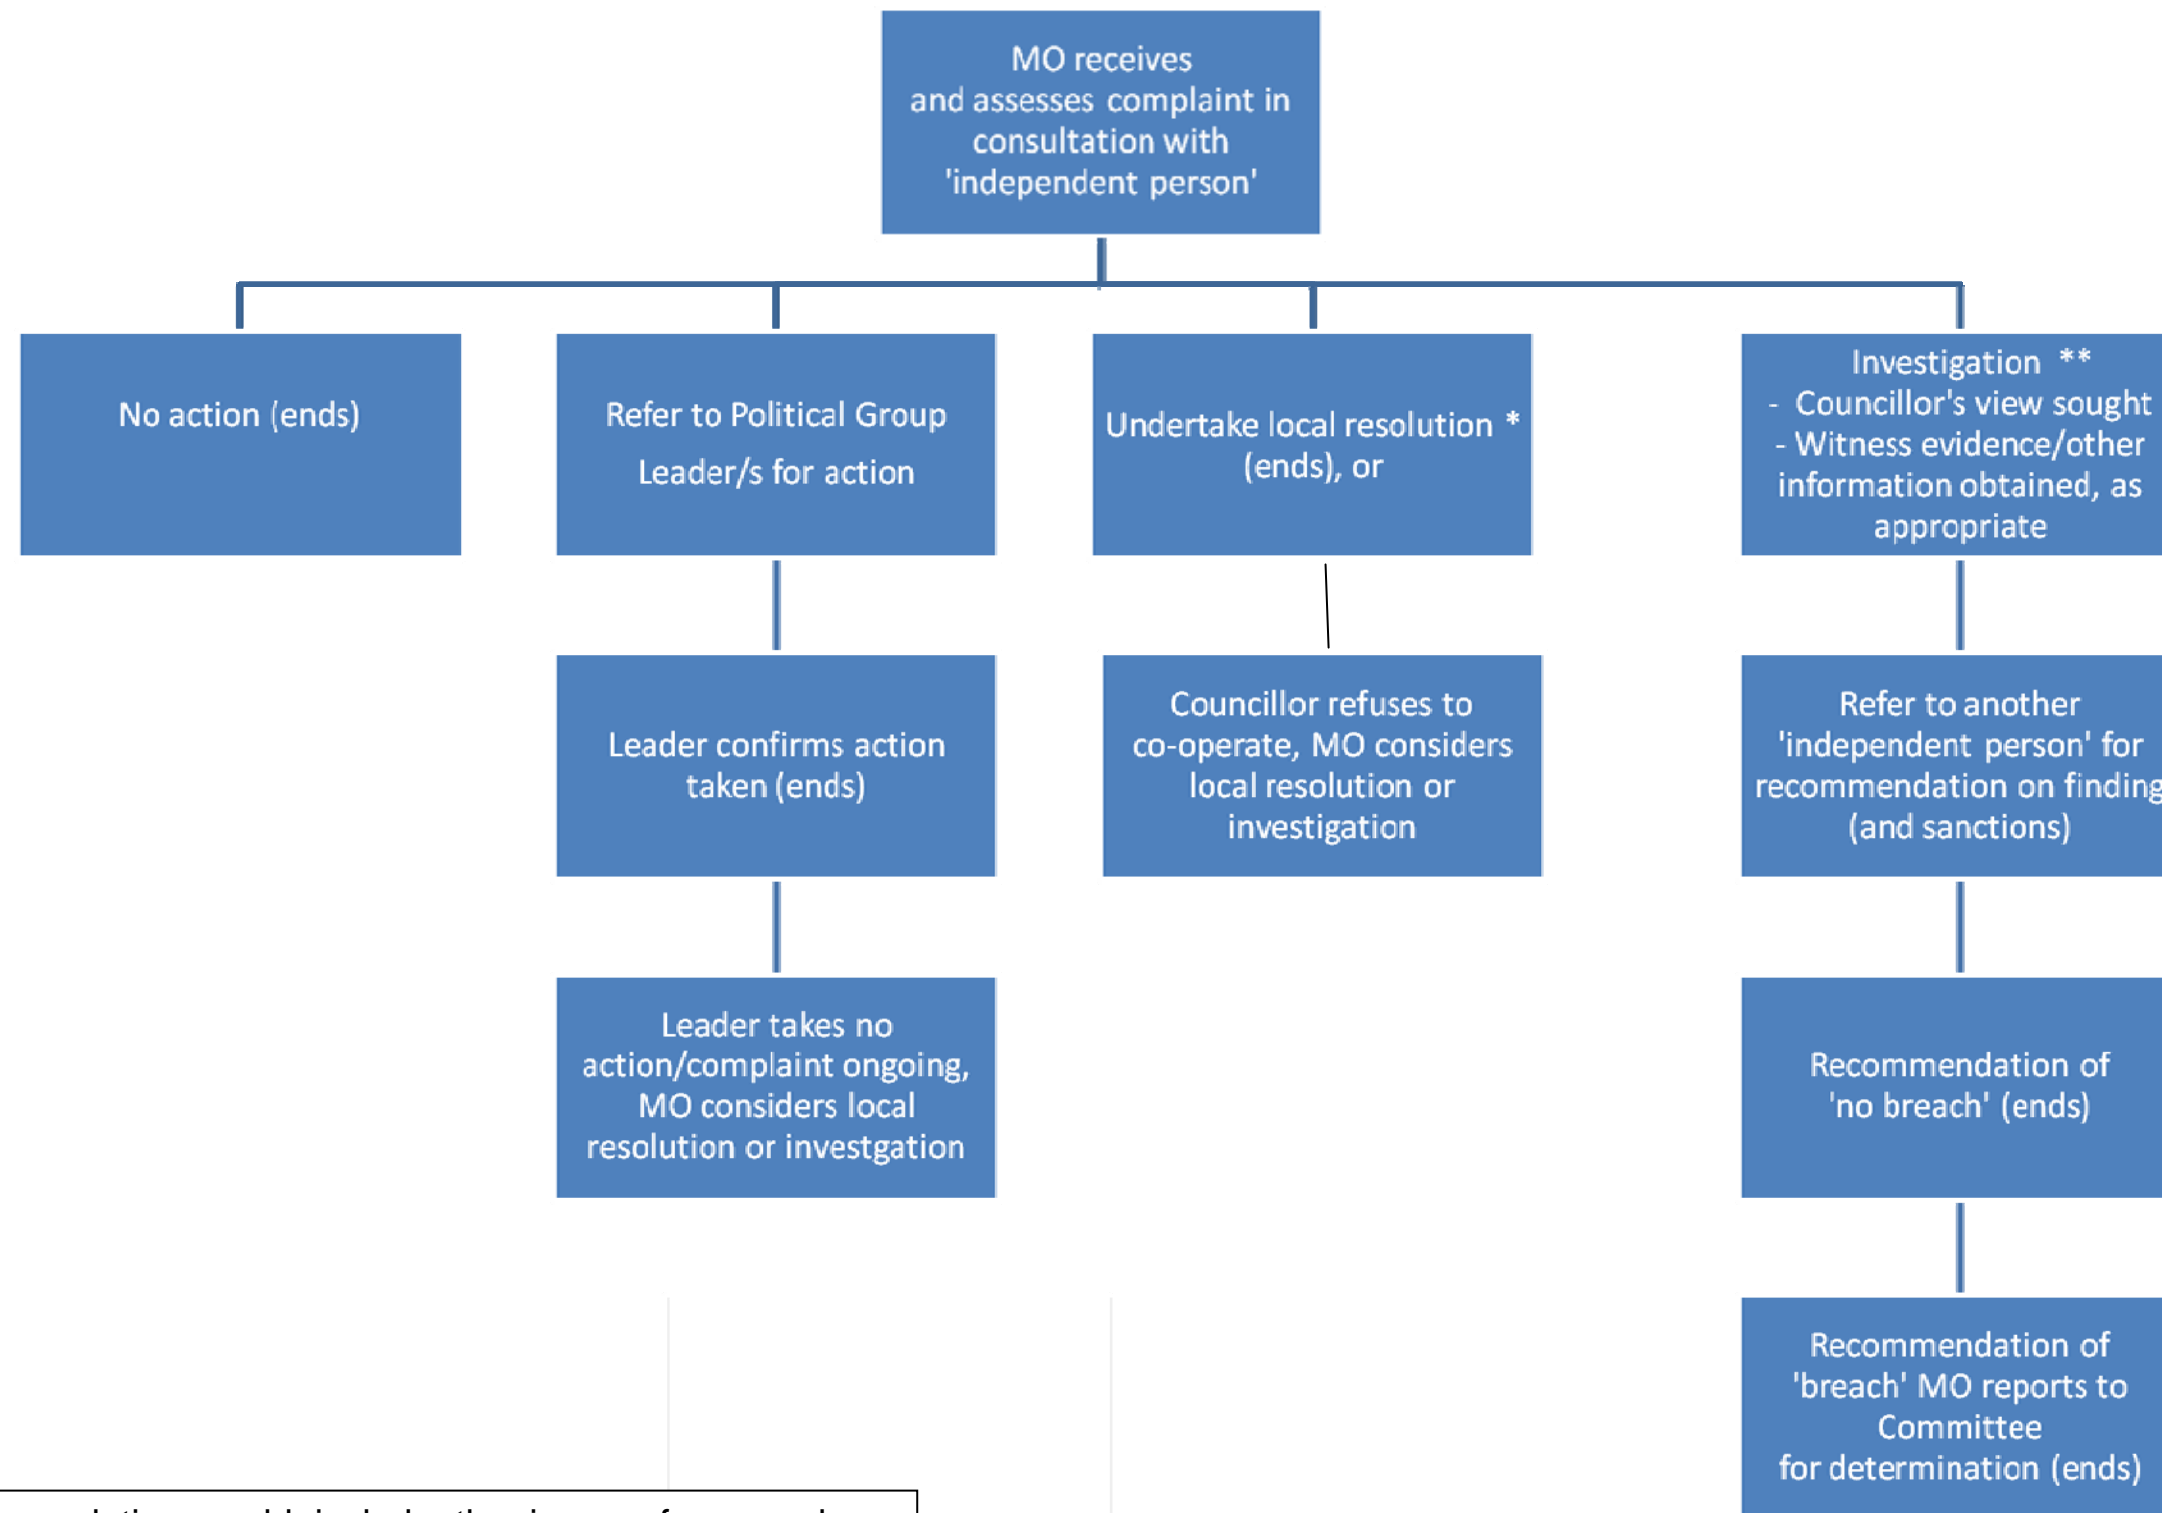 MO receives
and assesses complaint in
consultation with
'independent person'
No action (ends)
Refer to Political Group
Leader/s for action
Undertake local resolution *
(ends), or
Investigation **
- Councillor's view sought
- Witness evidence/other
information obtained, as
appropriate
Leader confirms action
taken (ends)
Councillor refuses to
co-operate, MO considers
local resolution or
investigation
Refer to another
'independent person' for
recommendation on finding
(and sanctions)
Leader takes no
action/complaint ongoing,
MO considers local
resolution or investgation
Recommendation of
'no breach' (ends)
Recommendation of
'breach' MO reports to
Committee
for determination (ends)